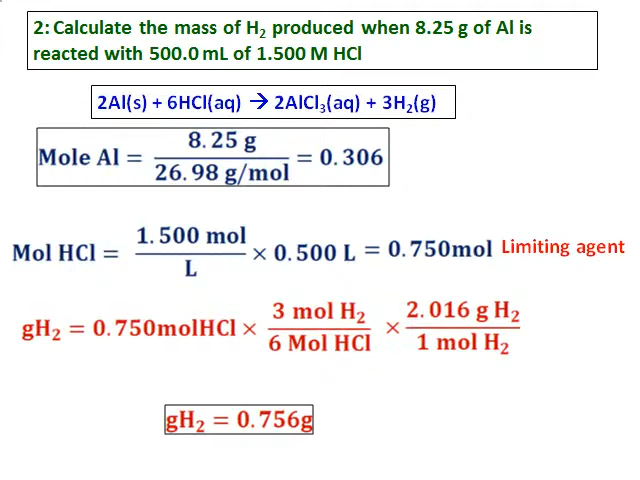 2: Calculate the mass of H₂ produced when 8.25 g of Al is
reacted with 500.0 mL of 1.500 M HCl
2Al(s) + 6HCl(aq) → 2AlCl₃(aq) + 3H₂(g)
Mole Al = 8.25 g / 26.98 g/mol = 0.306
Mol HCl = 1.500 mol / L × 0.500 L = 0.750mol Limiting agent
gH₂ = 0.750molHCl × 3 mol H₂ / 6 Mol HCl × 2.016 g H₂ / 1 mol H₂
gH₂ = 0.756g